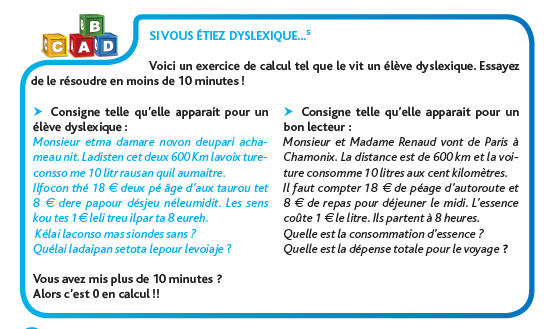 B
C A D
SI VOUS ÉTIEZ DYSLEXIQUE...⁵
Voici un exercice de calcul tel que le vit un élève dyslexique. Essayez
de le résoudre en moins de 10 minutes !
➤ Consigne telle qu'elle apparait pour un
élève dyslexique :
Monsieur etma damare novon deupari acha-
meau nit. Ladisten cet deux 600 Km lavoix ture-
consso me 10 litr rausan quil aumaitre.
Ilfocon thé 18 € deux pé âge d'aux taurou tet
8 € dere papour désjeu néleumidit. Les sens
kou tes 1 € leli treu ilpar ta 8 eureh.
Kélai laconso mas siondes sans ?
Quélai ladaipan setota lepour levoiaje ?
Vous avez mis plus de 10 minutes ?
Alors c'est 0 en calcul !!
➤ Consigne telle qu'elle apparait pour un
bon lecteur :
Monsieur et Madame Renaud vont de Paris à
Chamonix. La distance est de 600 km et la voi-
ture consomme 10 litres aux cent kilomètres.
Il faut compter 18 € de péage d'autoroute et
8 € de repas pour déjeuner le midi. L'essence
coûte 1 € le litre. Ils partent à 8 heures.
Quelle est la consommation d'essence ?
Quelle est la dépense totale pour le voyage ?